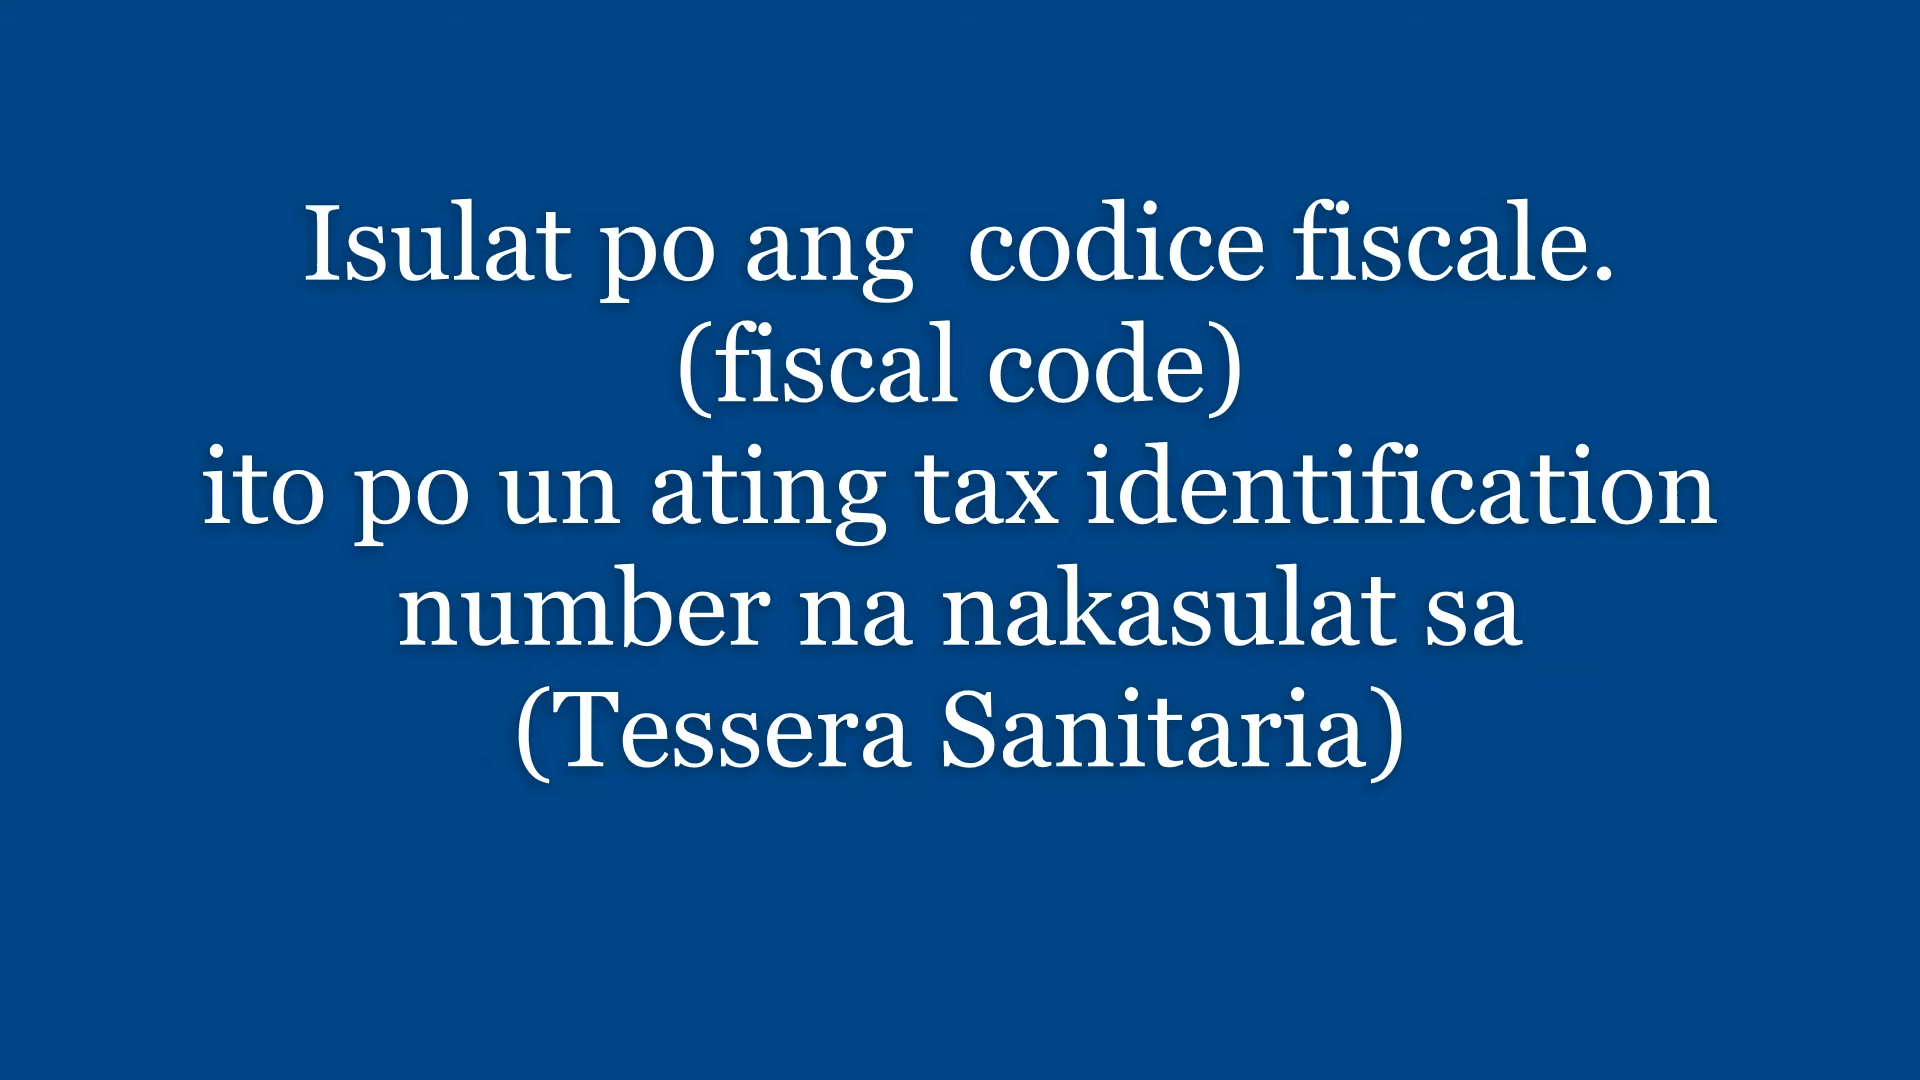 Isulat po ang  codice fiscale.
(fiscal code)
ito po un ating tax identification
number na nakasulat sa
(Tessera Sanitaria)